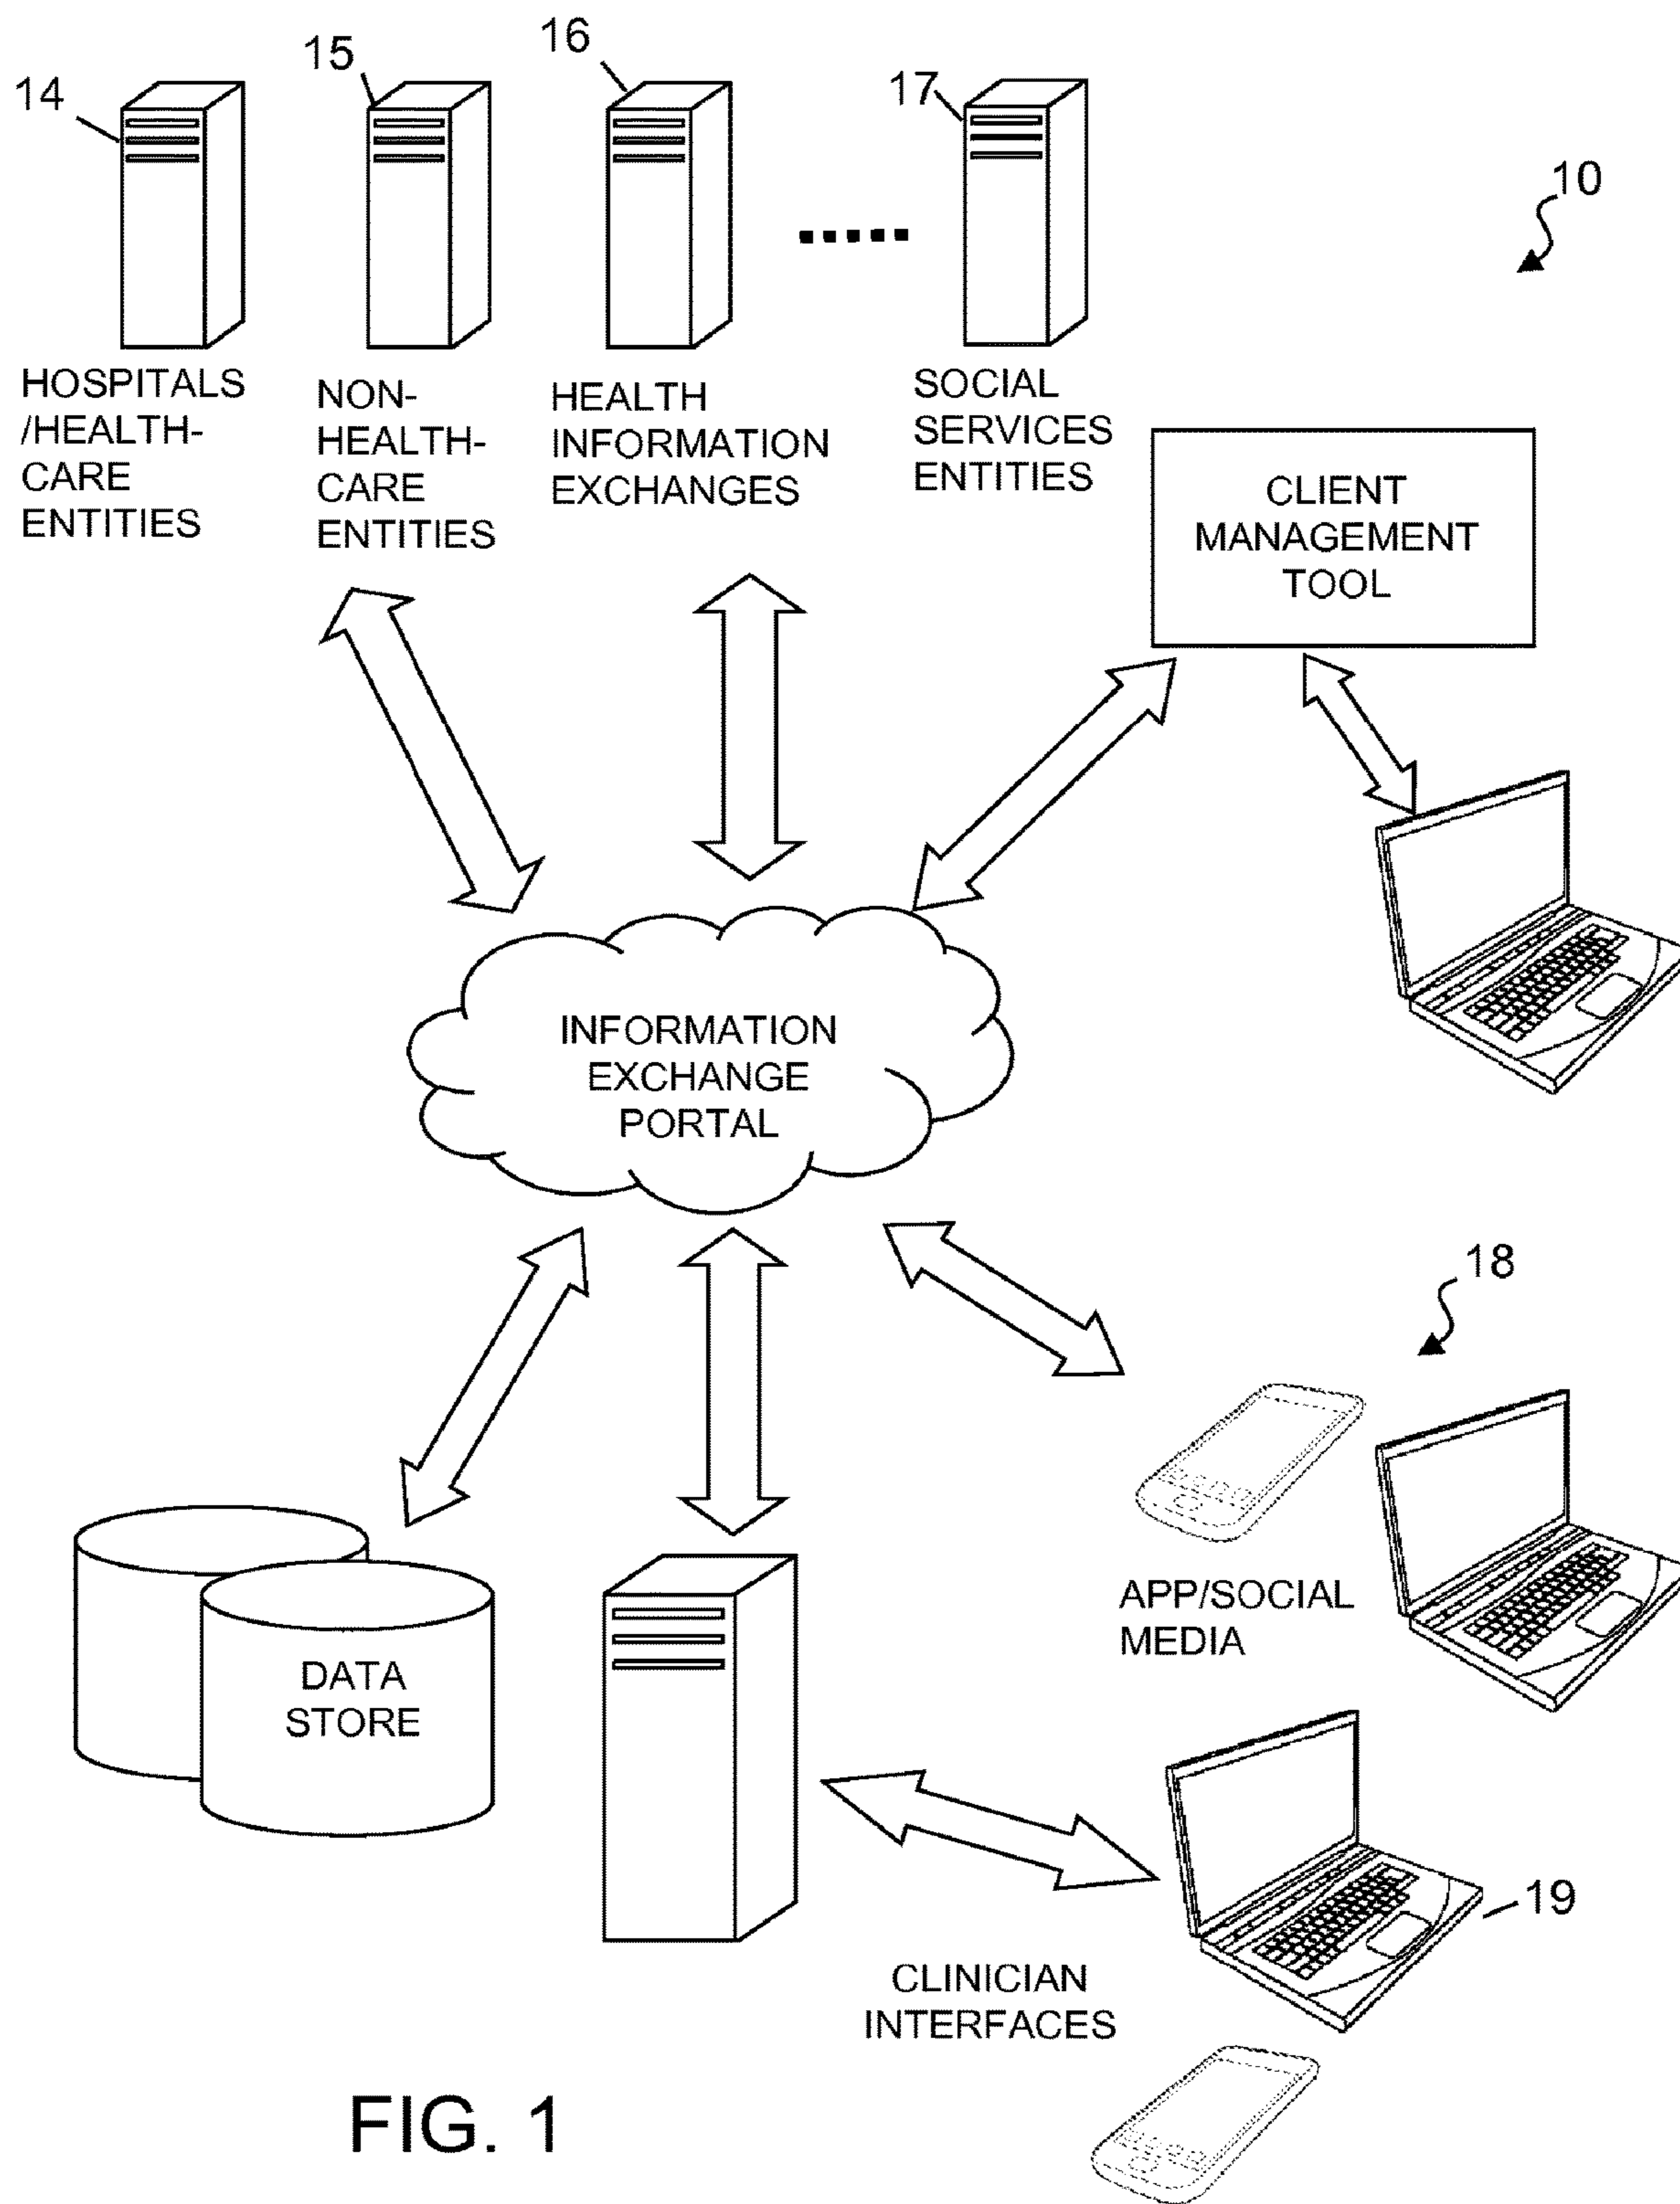 14
15
16
17
10
HOSPITALS
/HEALTH-
CARE
ENTITIES
NON-
HEALTH-
CARE
ENTITIES
HEALTH
INFORMATION
EXCHANGES
SOCIAL
SERVICES
ENTITIES
CLIENT
MANAGEMENT
TOOL
INFORMATION
EXCHANGE
PORTAL
18
APP/SOCIAL
MEDIA
DATA
STORE
19
CLINICIAN
INTERFACES
FIG. 1